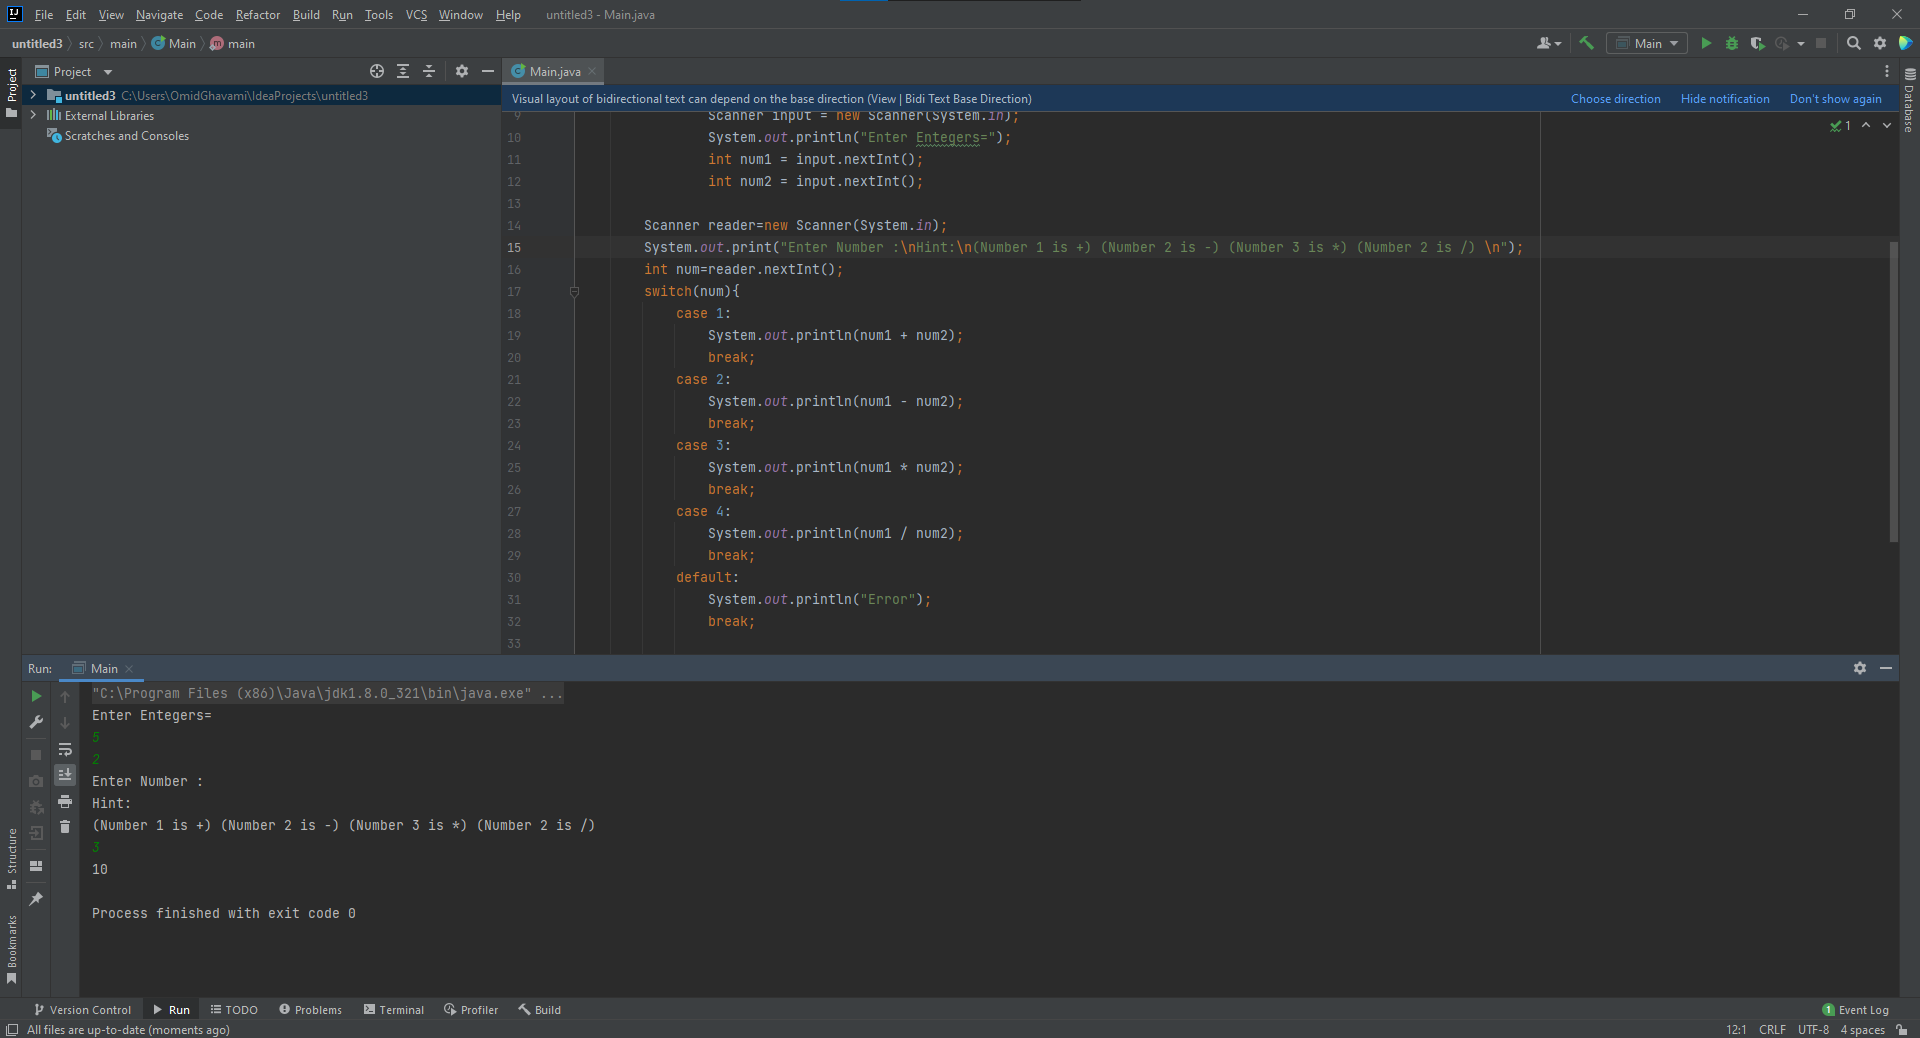 File Edit View Navigate Code Refactor Build Run Tools VCS Window Help untitled3 - Main.java
untitled3 src main Main main
Main
Project
Main.java
Project
untitled3 C:\Users\OmidGhavami\IdeaProjects\untitled3
External Libraries
Scratches and Consoles
Visual layout of bidirectional text can depend on the base direction (View | Bidi Text Base Direction)
Choose direction Hide notification Don't show again
Database
1
9 Scanner input = new Scanner(System.in);
10 System.out.println("Enter Entegers=");
11 int num1 = input.nextInt();
12 int num2 = input.nextInt();
13
14 Scanner reader=new Scanner(System.in);
15 System.out.print("Enter Number :\nHint:\n(Number 1 is +) (Number 2 is -) (Number 3 is *) (Number 2 is /) \n");
16 int num=reader.nextInt();
17 switch(num){
18 case 1:
19 System.out.println(num1 + num2);
20 break;
21 case 2:
22 System.out.println(num1 - num2);
23 break;
24 case 3:
25 System.out.println(num1 * num2);
26 break;
27 case 4:
28 System.out.println(num1 / num2);
29 break;
30 default:
31 System.out.println("Error");
32 break;
33
Run: Main
"C:\Program Files (x86)\Java\jdk1.8.0_321\bin\java.exe" ...
Enter Entegers=
5
2
Enter Number :
Hint:
(Number 1 is +) (Number 2 is -) (Number 3 is *) (Number 2 is /)
3
10
Process finished with exit code 0
Structure
Bookmarks
Version Control Run TODO Problems Terminal Profiler Build
1 Event Log
All files are up-to-date (moments ago)
12:1 CRLF UTF-8 4 spaces